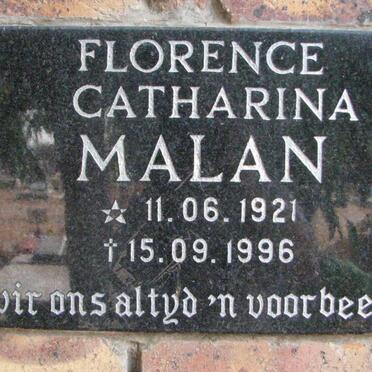 FLORENCE
CATHARINA
MALAN
☆ 11.06.1921
† 15.09.1996
vir ons altyd 'n voorbee